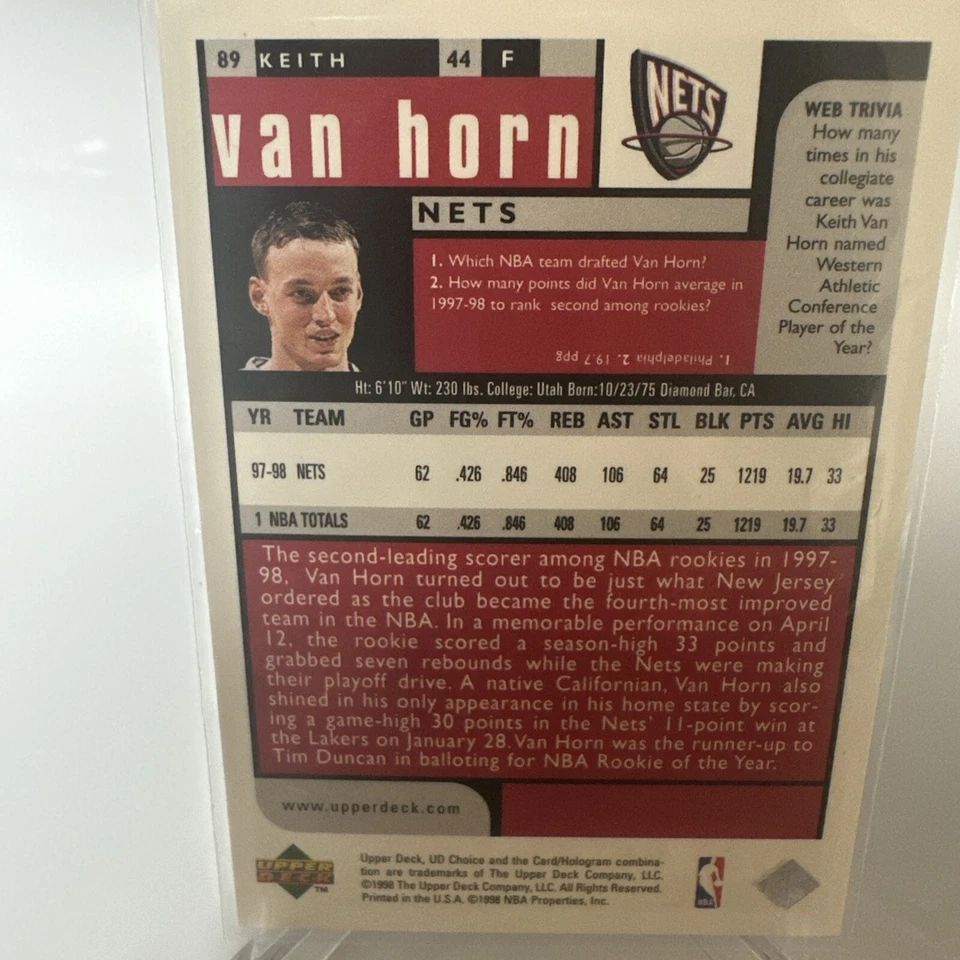 89 KEITH 44 F
van horn
NETS
NETS
WEB TRIVIA
How many
times in his
collegiate
career was
Keith Van
Horn named
Western
Athletic
Conference
Player of the
Year?
1. Which NBA team drafted Van Horn?
2. How many points did Van Horn average in
1997-98 to rank second among rookies?
1. Philadelphia 2. 19.7 ppg
Ht: 6'10" Wt: 230 lbs. College: Utah Born:10/23/75 Diamond Bar, CA
YR TEAM GP FG% FT% REB AST STL BLK PTS AVG HI
97-98 NETS 62 .426 .846 408 106 64 25 1219 19.7 33
1 NBA TOTALS 62 .426 .846 408 106 64 25 1219 19.7 33
The second-leading scorer among NBA rookies in 1997-
98, Van Horn turned out to be just what New Jersey
ordered as the club became the fourth-most improved
team in the NBA. In a memorable performance on April
12, the rookie scored a season-high 33 points and
grabbed seven rebounds while the Nets were making
their playoff drive. A native Californian, Van Horn also
shined in his only appearance in his home state by scor-
ing a game-high 30 points in the Nets' 11-point win at
the Lakers on January 28. Van Horn was the runner-up to
Tim Duncan in balloting for NBA Rookie of the Year.
www.upperdeck.com
UPPER
DECK
TM
Upper Deck, UD Choice and the Card/Hologram combina-
tion are trademarks of The Upper Deck Company, LLC.
©1998 The Upper Deck Company, LLC. All Rights Reserved.
Printed in the U.S.A. ©1998 NBA Properties, Inc.
NBA